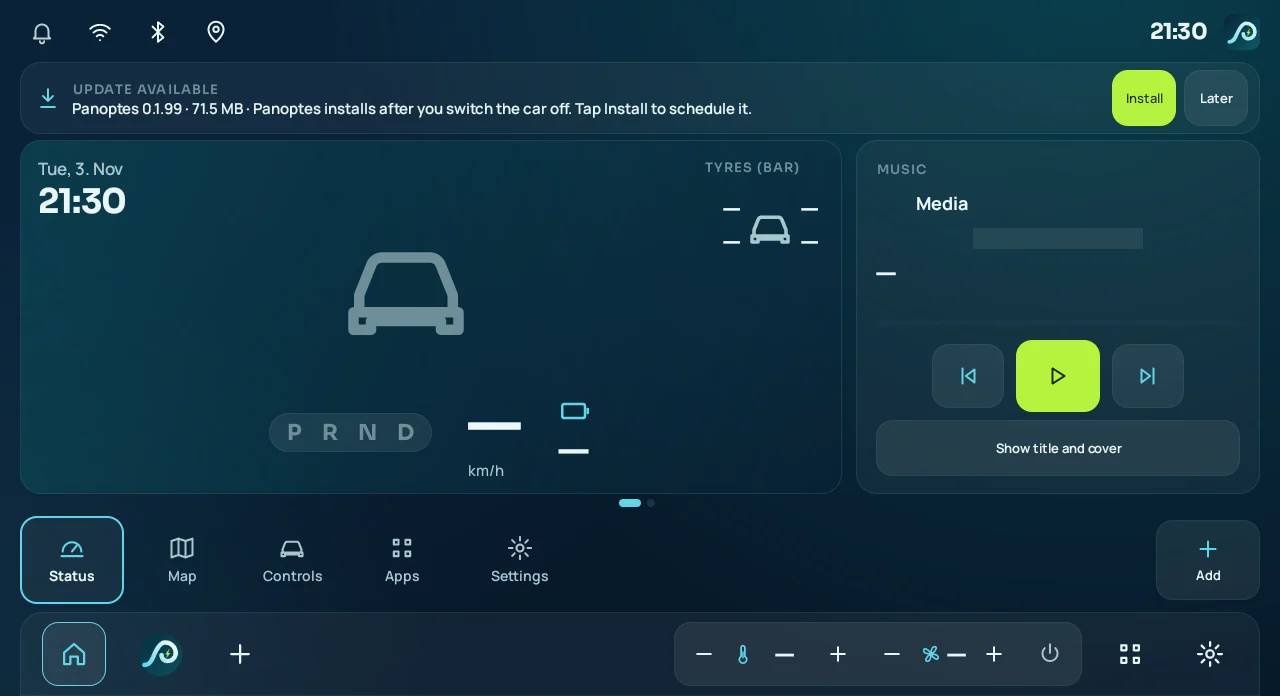 21:30
UPDATE AVAILABLE
Panoptes 0.1.99 · 71.5 MB · Panoptes installs after you switch the car off. Tap Install to schedule it.
Install
Later
Tue, 3. Nov
21:30
TYRES (BAR)
— —
— —
P R N D
—
km/h
—
MUSIC
Media
—
Show title and cover
Status
Map
Controls
Apps
Settings
Add
— —